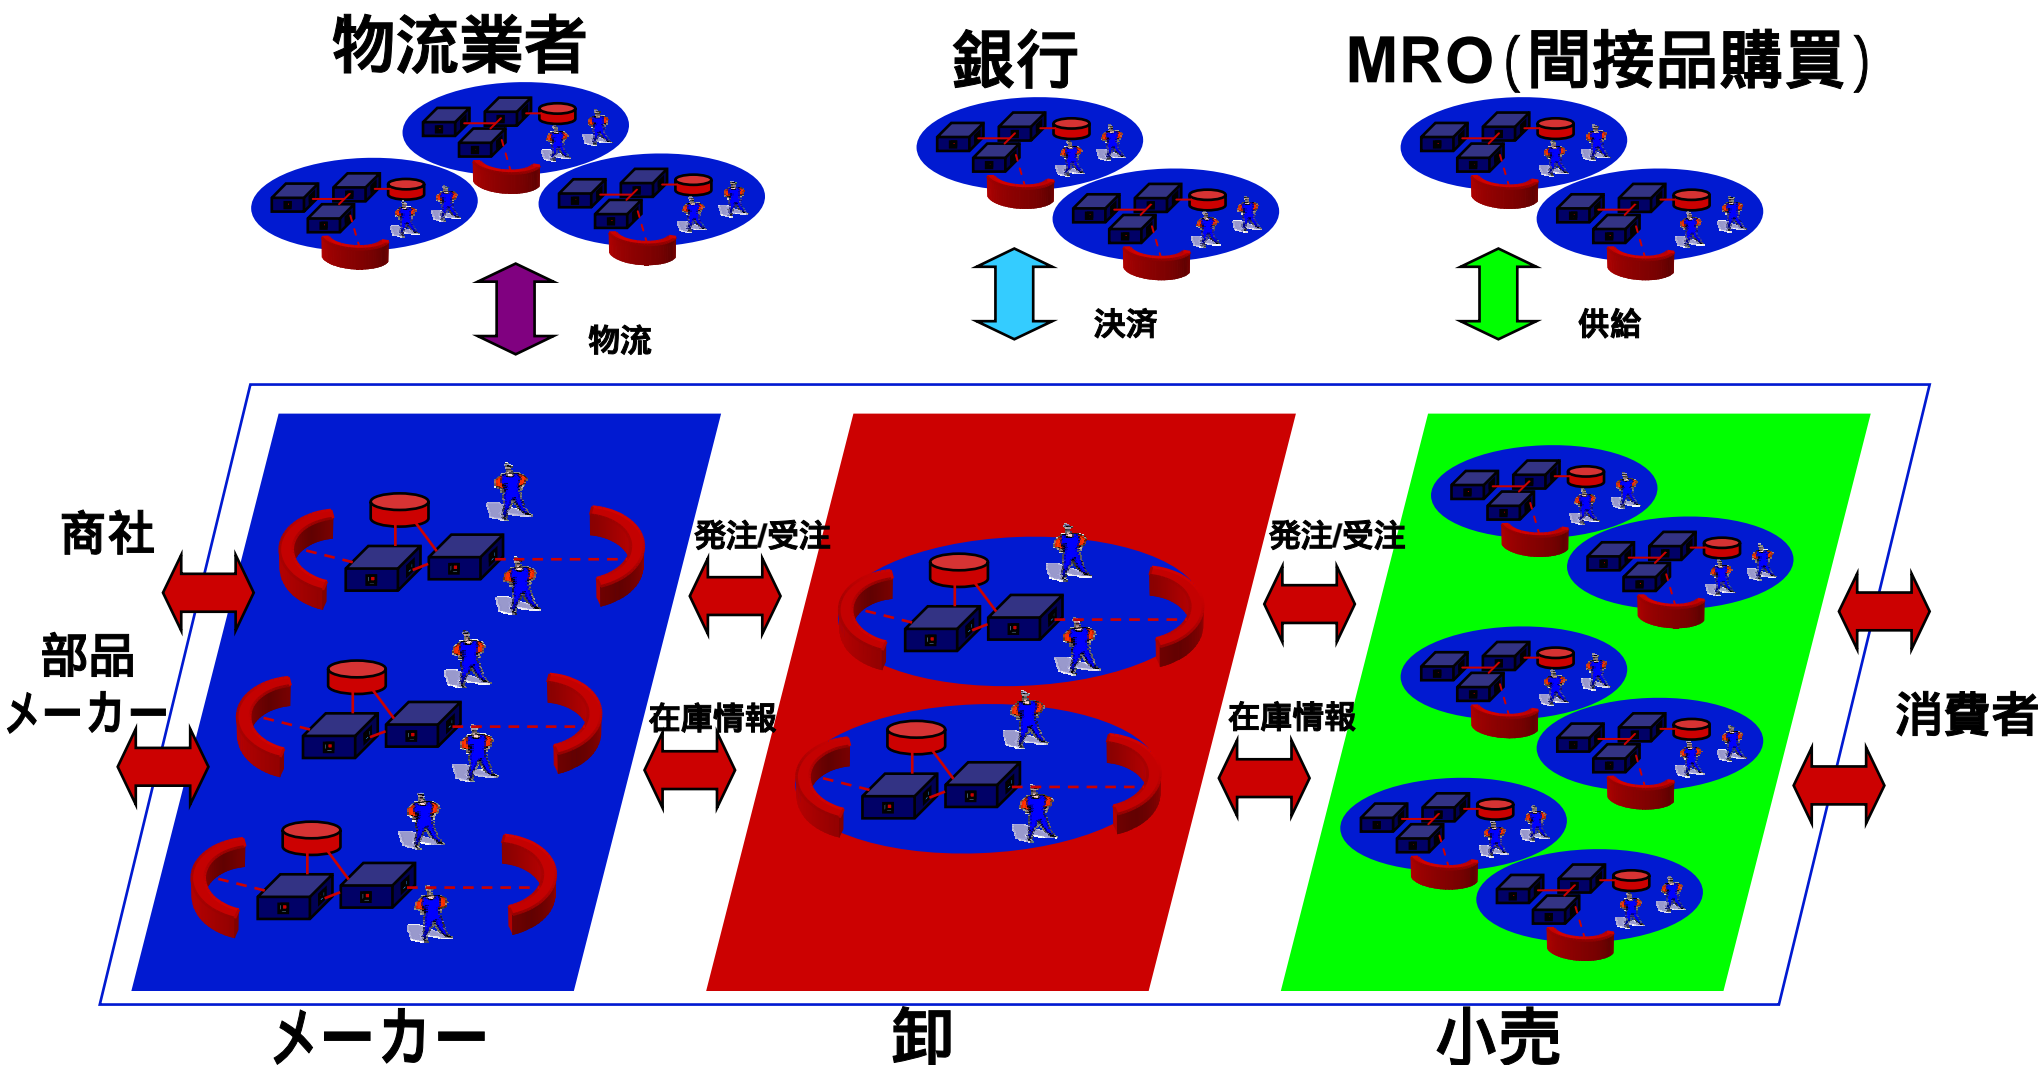 物流業者
銀行
MRO(間接品購買)
物流
決済
供給
商社
発注/受注
発注/受注
部品
メーカー
在庫情報
在庫情報
消費者
メーカー
卸
小売